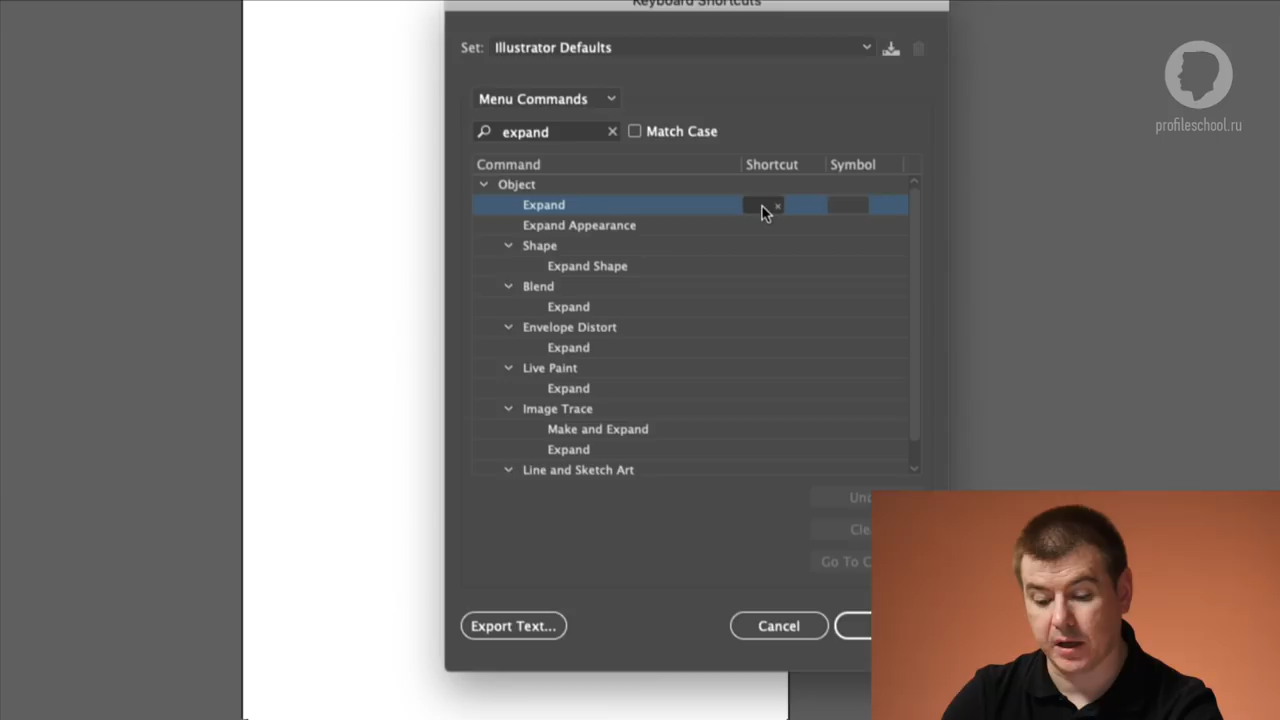 Keyboard Shortcuts
Set: Illustrator Defaults
Menu Commands
expand
Match Case
Command Shortcut Symbol
Object
Expand
Expand Appearance
Shape
Expand Shape
Blend
Expand
Envelope Distort
Expand
Live Paint
Expand
Image Trace
Make and Expand
Expand
Line and Sketch Art
Go To
Export Text...
Cancel
profileschool.ru